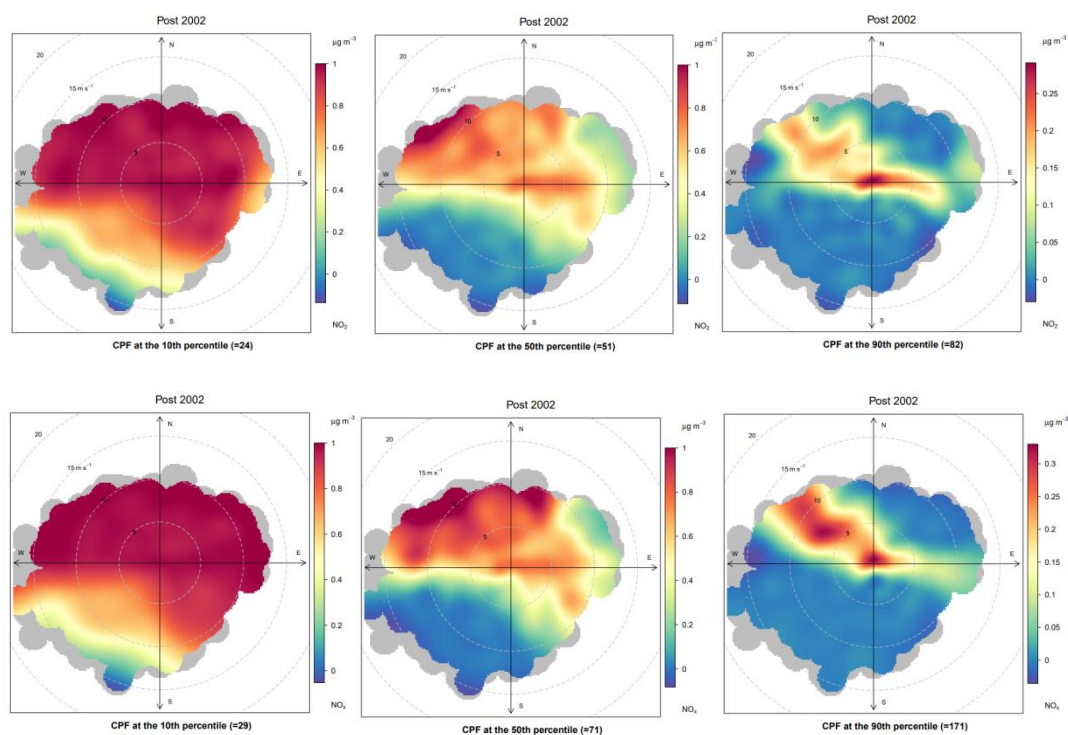 Post 2002
Post 2002
Post 2002
μg m⁻³
20
15 m s⁻¹
10
5
N
W
E
S
1
0.8
0.6
0.4
0.2
0
NO₂
CPF at the 10th percentile (=24)
μg m⁻³
20
15 m s⁻¹
10
5
N
W
E
S
1
0.8
0.6
0.4
0.2
0
NO₂
CPF at the 50th percentile (=51)
μg m⁻³
20
15 m s⁻¹
10
5
N
W
E
S
0.25
0.2
0.15
0.1
0.05
0
NO₂
CPF at the 90th percentile (=82)
Post 2002
Post 2002
Post 2002
μg m⁻³
20
15 m s⁻¹
5
N
W
E
S
1
0.8
0.6
0.4
0.2
0
NOₓ
CPF at the 10th percentile (=29)
μg m⁻³
20
15 m s⁻¹
10
5
N
W
E
S
1
0.8
0.6
0.4
0.2
0
NOₓ
CPF at the 50th percentile (=71)
μg m⁻³
20
15 m s⁻¹
10
5
N
W
E
S
0.3
0.25
0.2
0.15
0.1
0.05
0
NOₓ
CPF at the 90th percentile (=171)